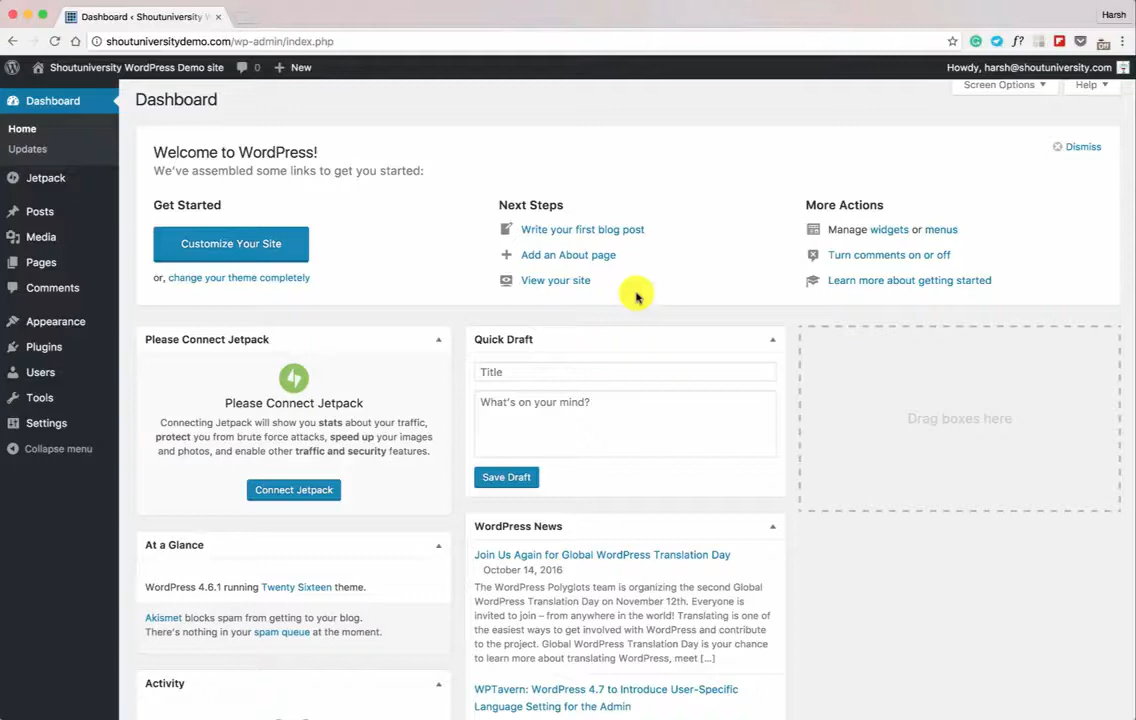 Dashboard ‹ Shoutuniversity W
Harsh
shoutuniversitydemo.com/wp-admin/index.php
f?
Off
Shoutuniversity WordPress Demo site
0
New
Howdy, harsh@shoutuniversity.com
Dashboard
Home
Updates
Jetpack
Posts
Media
Pages
Comments
Appearance
Plugins
Users
Tools
Settings
Collapse menu
Dashboard
Screen Options
Help
Welcome to WordPress!
We've assembled some links to get you started:
Dismiss
Get Started
Customize Your Site
or, change your theme completely
Next Steps
Write your first blog post
Add an About page
View your site
More Actions
Manage widgets or menus
Turn comments on or off
Learn more about getting started
Please Connect Jetpack
Please Connect Jetpack
Connecting Jetpack will show you stats about your traffic,
protect you from brute force attacks, speed up your images
and photos, and enable other traffic and security features.
Connect Jetpack
At a Glance
WordPress 4.6.1 running Twenty Sixteen theme.
Akismet blocks spam from getting to your blog.
There's nothing in your spam queue at the moment.
Activity
Quick Draft
Title
What's on your mind?
Save Draft
WordPress News
Join Us Again for Global WordPress Translation Day
October 14, 2016
The WordPress Polyglots team is organizing the second Global
WordPress Translation Day on November 12th. Everyone is
invited to join – from anywhere in the world! Translating is one of
the easiest ways to get involved with WordPress and contribute
to the project. Global WordPress Translation Day is your chance
to learn more about translating WordPress, meet […]
WPTavern: WordPress 4.7 to Introduce User-Specific
Language Setting for the Admin
Drag boxes here